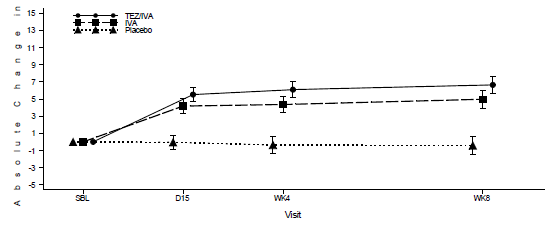 TEZ/IVA
IVA
Placebo
Absolute Change in
15
13
11
9
7
5
3
1
-1
-3
-5
SBL D15 WK4 WK8
Visit